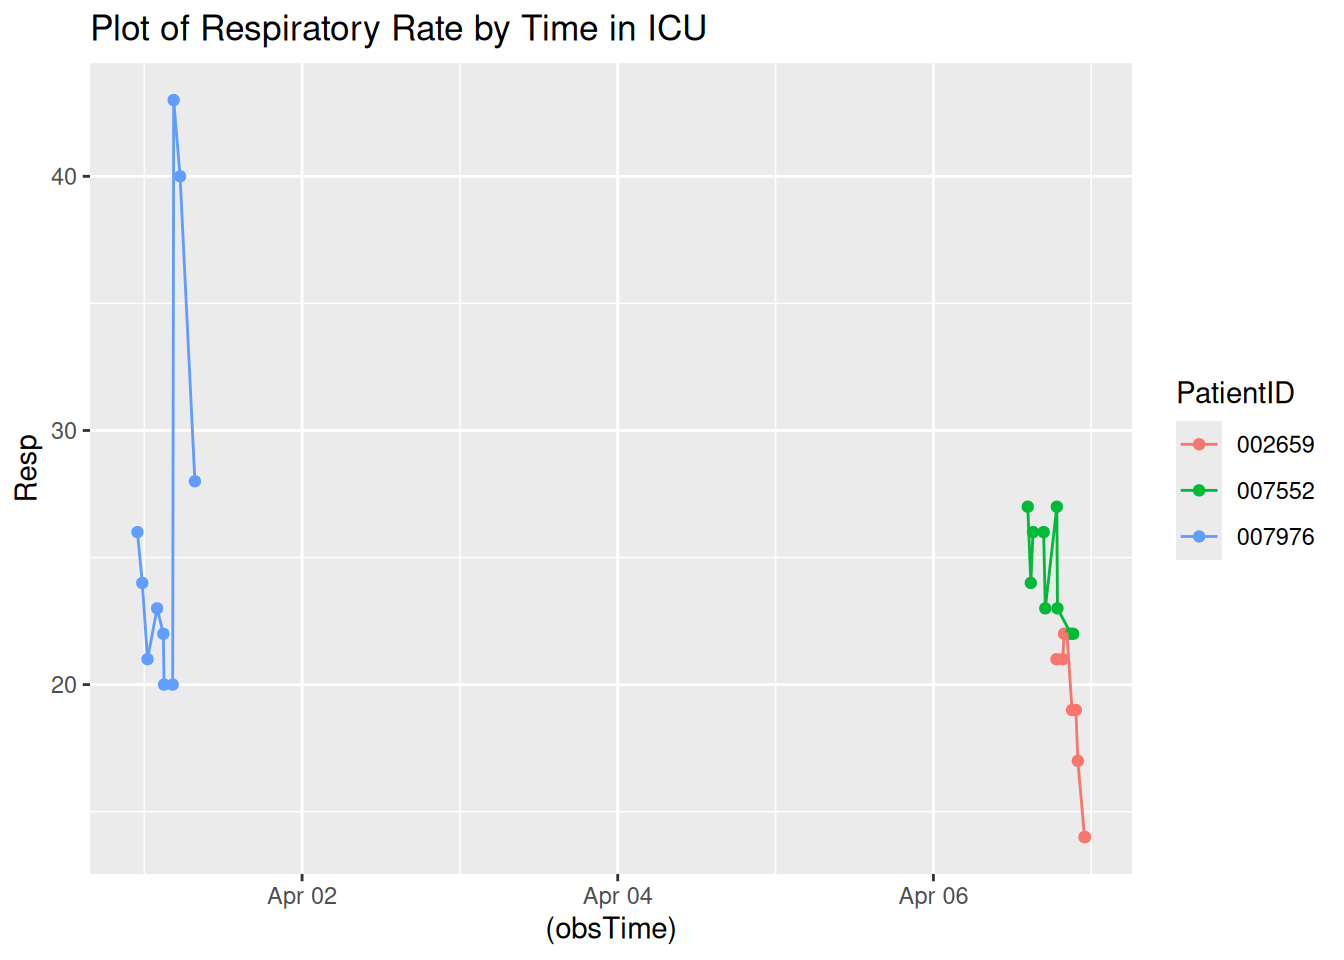 Plot of Respiratory Rate by Time in ICU
40
30
20
Resp
Apr 02
Apr 04
Apr 06
(obsTime)
PatientID
002659
007552
007976